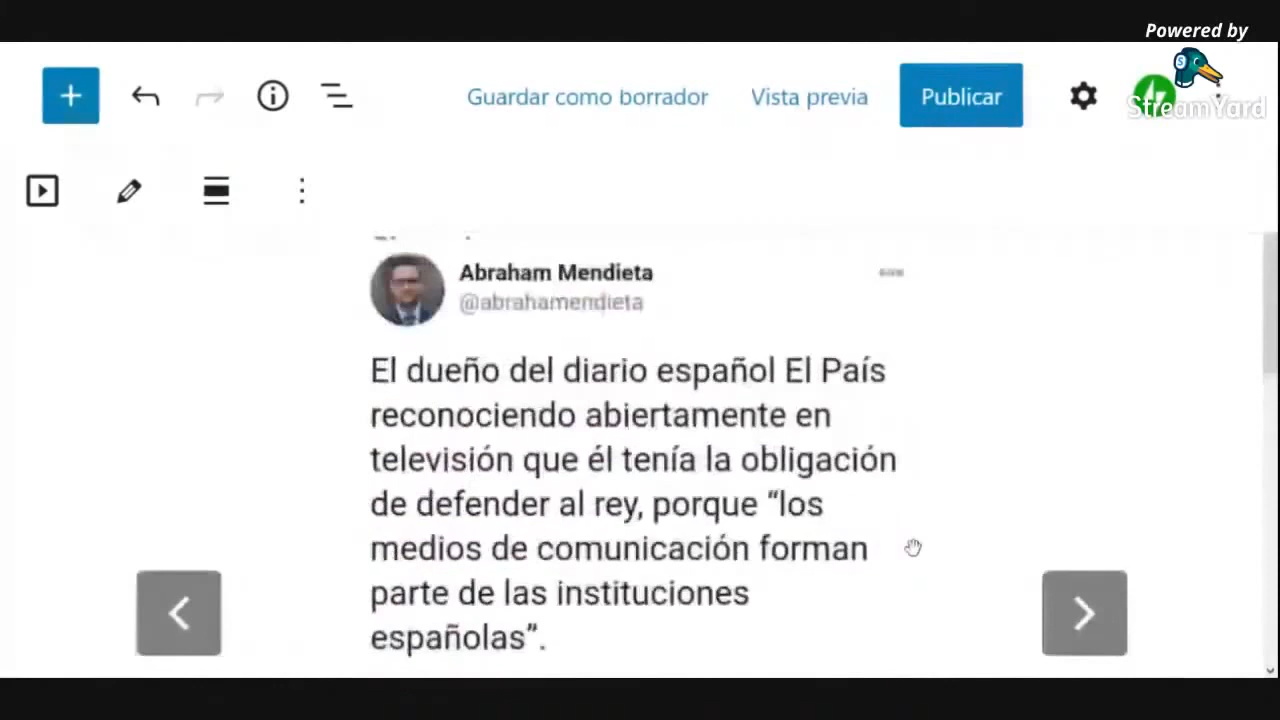 Powered by
StreamYard
Guardar como borrador
Vista previa
Publicar
Abraham Mendieta
@abrahamendieta
El dueño del diario español El País
reconociendo abiertamente en
televisión que él tenía la obligación
de defender al rey, porque “los
medios de comunicación forman
parte de las instituciones
españolas”.